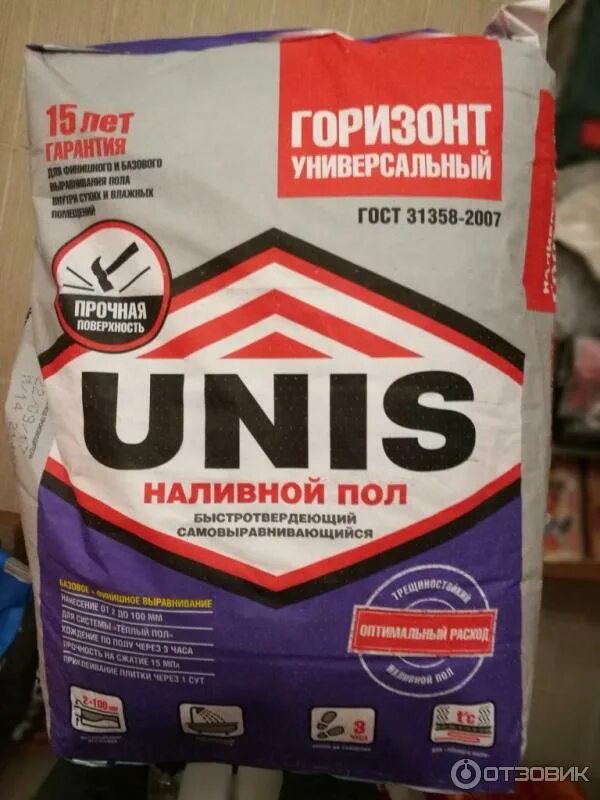 15 лет
ГАРАНТИЯ
ДЛЯ ФИНИШНОГО И БАЗОВОГО
ВЫРАВНИВАНИЯ ПОЛА
ВНУТРИ СУХИХ И ВЛАЖНЫХ
ПОМЕЩЕНИЙ
ГОРИЗОНТ
УНИВЕРСАЛЬНЫЙ
ГОСТ 31358-2007
ПРОЧНАЯ
ПОВЕРХНОСТЬ
UNIS
НАЛИВНОЙ ПОЛ
БЫСТРОТВЕРДЕЮЩИЙ
САМОВЫРАВНИВАЮЩИЙСЯ
БАЗОВОЕ + ФИНИШНОЕ ВЫРАВНИВАНИЕ
НАНЕСЕНИЕ ОТ 2 ДО 100 ММ
ДЛЯ СИСТЕМЫ «ТЕПЛЫЙ ПОЛ»
ХОЖДЕНИЕ ПО ПОЛУ ЧЕРЕЗ 3 ЧАСА
ПРОЧНОСТЬ НА СЖАТИЕ 15 МПа
ПРИКЛЕИВАНИЕ ПЛИТКИ ЧЕРЕЗ 1 СУТ
ТРЕЩИНОСТОЙКИЙ
ОПТИМАЛЬНЫЙ РАСХОД
НАЛИВНОЙ ПОЛ
2-100 мм
3
ЧАСА
t°C
ОТЗОВИК